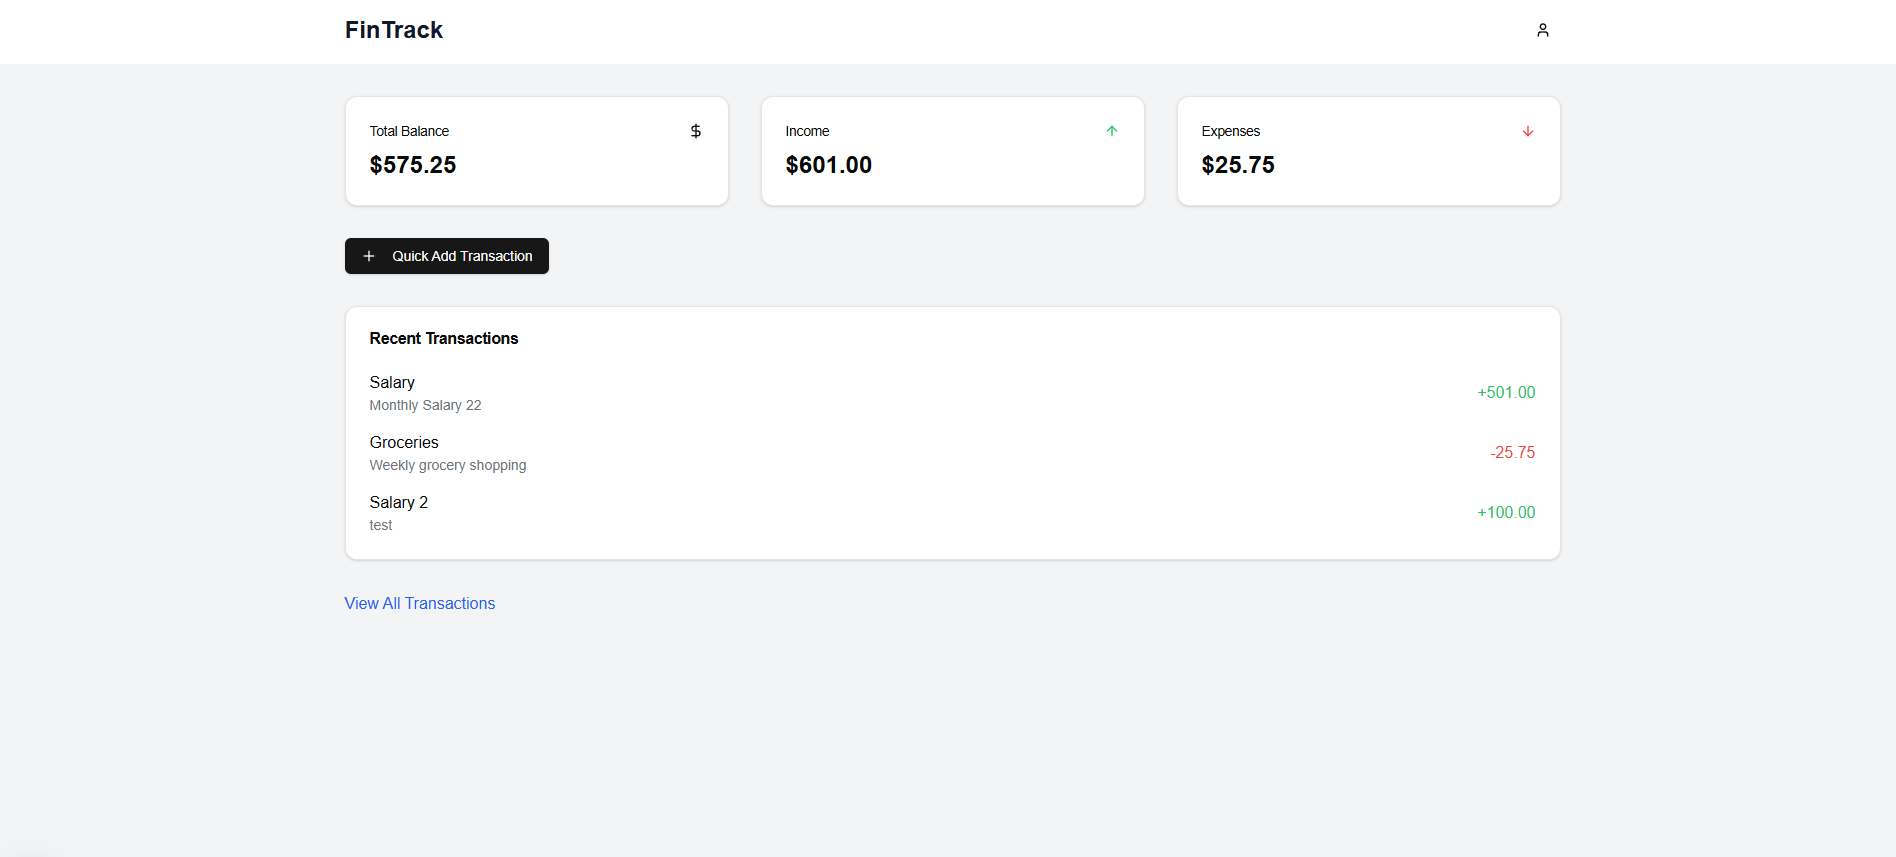 FinTrack
Total Balance
$575.25
Income
$601.00
Expenses
$25.75
Quick Add Transaction
Recent Transactions
Salary
Monthly Salary 22
+501.00
Groceries
Weekly grocery shopping
-25.75
Salary 2
test
+100.00
View All Transactions